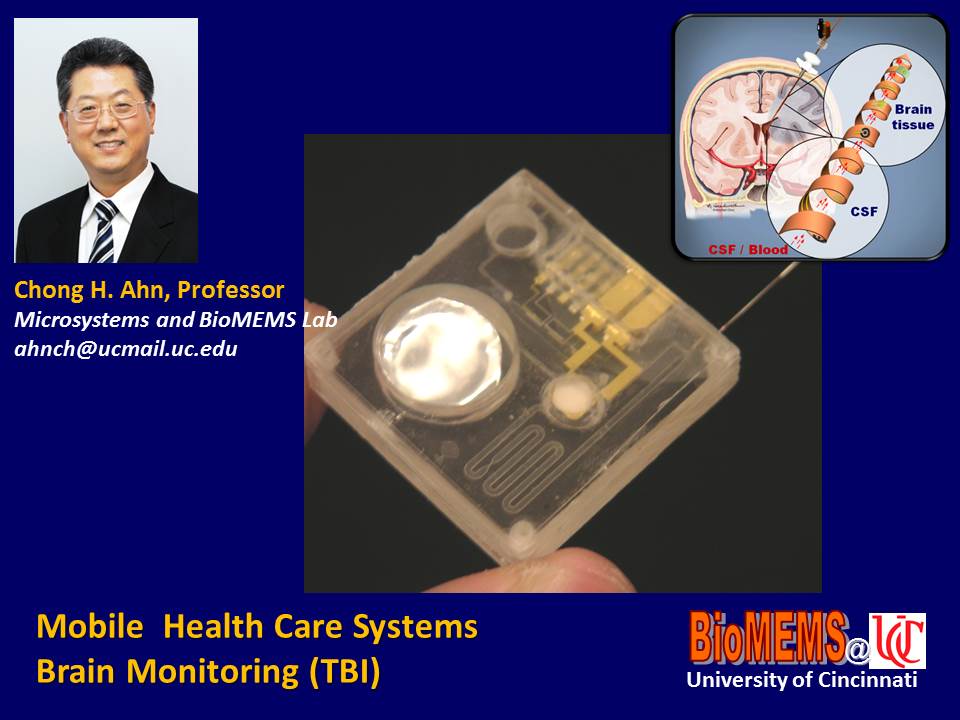 Chong H. Ahn, Professor
Microsystems and BioMEMS Lab
ahnch@ucmail.uc.edu
Brain
tissue
CSF
CSF / Blood
Mobile  Health Care Systems
Brain Monitoring (TBI)
BioMEMS@UC
University of Cincinnati